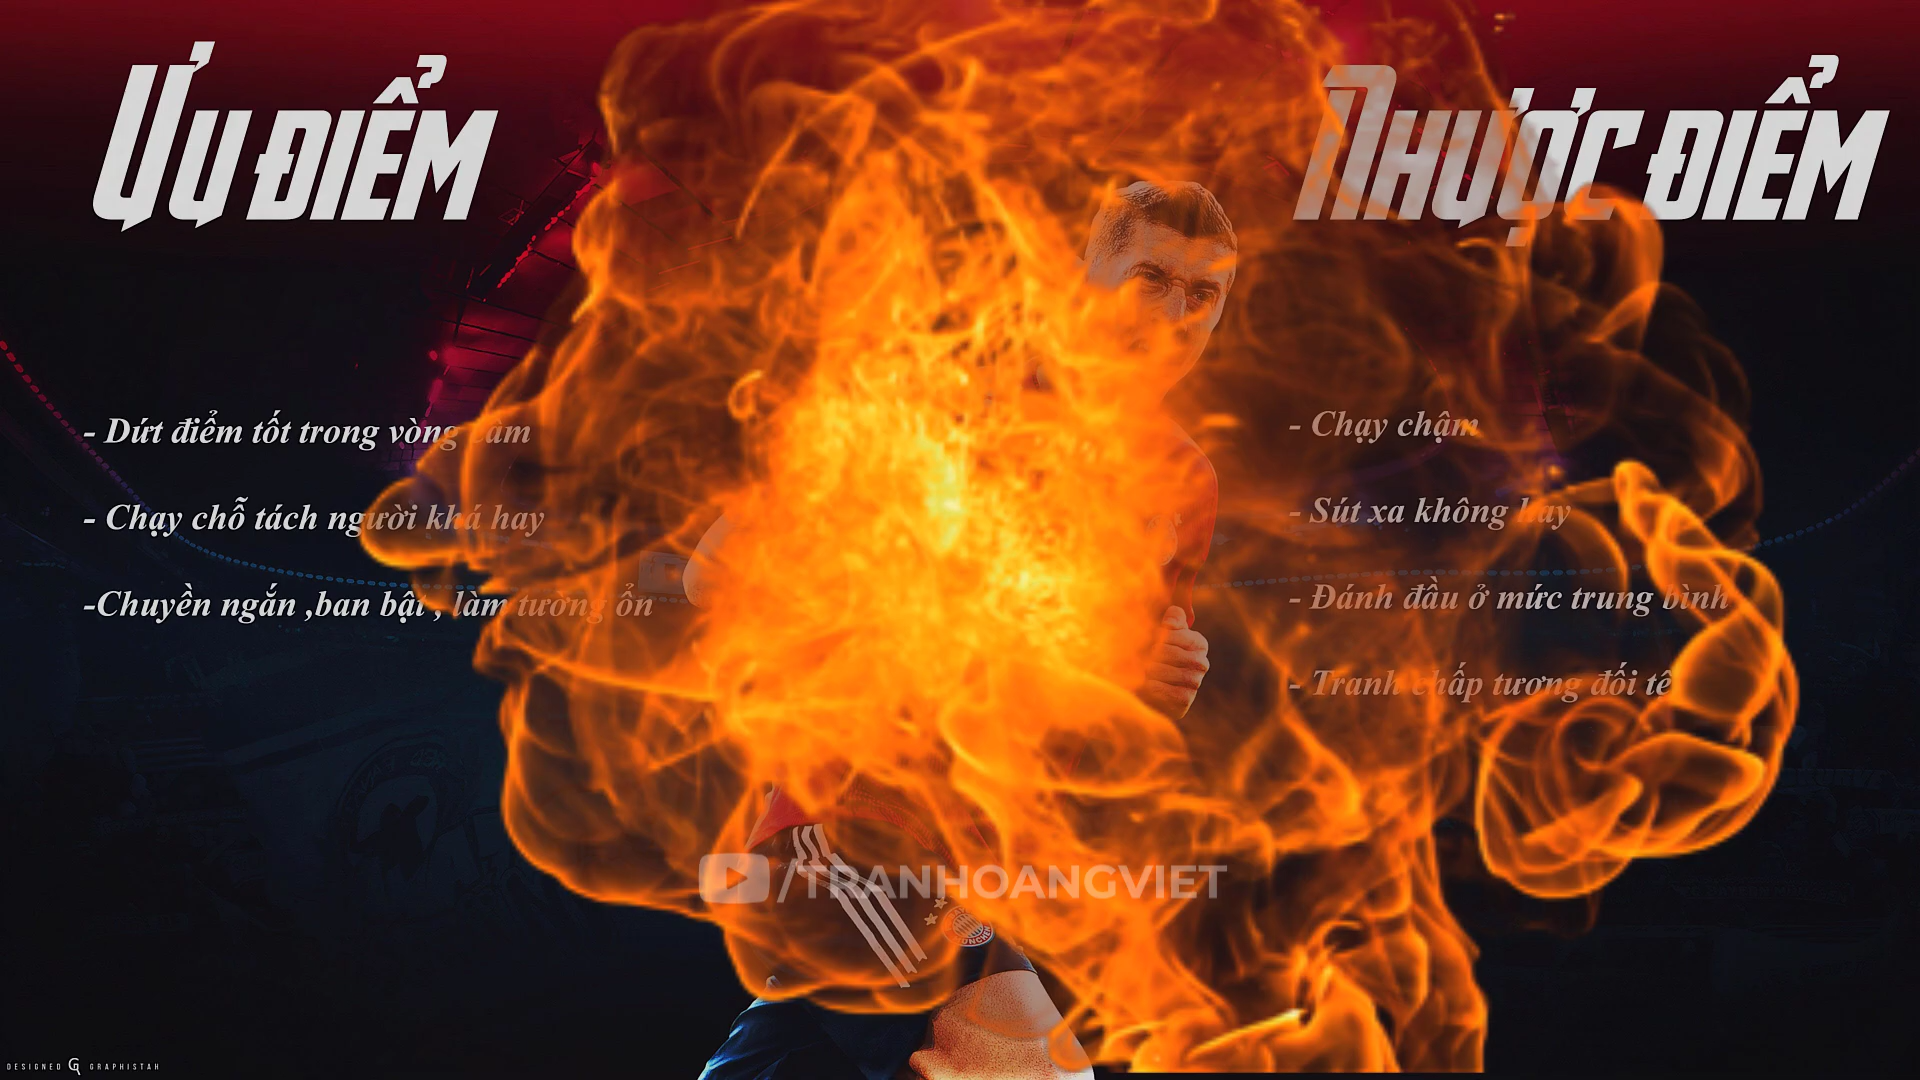 Ưu điểm
- Dứt điểm tốt trong vòng cấm
- Chạy chỗ tách người khá hay
-Chuyền ngắn ,ban bật , làm tường ổn
Nhược điểm
- Chạy chậm
- Sút xa không hay
- Đánh đầu ở mức trung bình
- Tranh chấp tương đối tệ
/TRANHOANGVIET
DESIGNED GRAPHISTAH